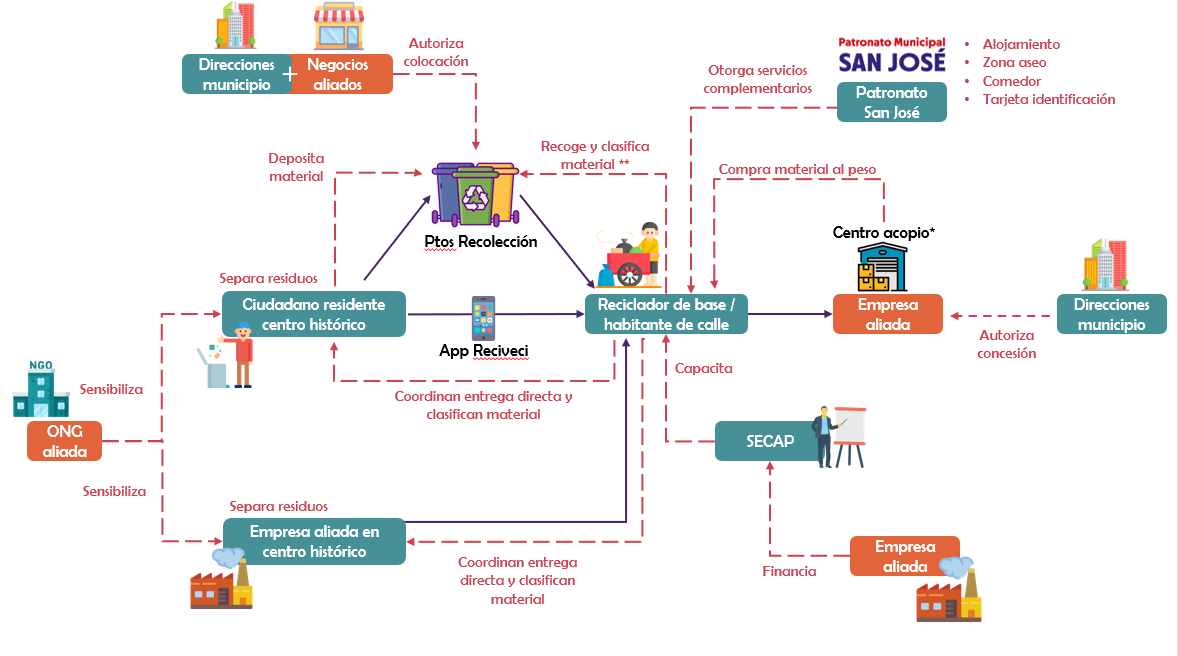 Direcciones
municipio
+
Negocios
aliados
Autoriza
colocación
Patronato Municipal
SAN JOSÉ
Patronato
San José
• Alojamiento
• Zona aseo
• Comedor
• Tarjeta identificación
Otorga servicios
complementarios
Deposita
material
Recoge y clasifica
material **
Compra material al peso
Ptos Recolección
Centro acopio*
Separa residuos
Ciudadano residente
centro histórico
App Reciveci
Reciclador de base /
habitante de calle
Empresa
aliada
Direcciones
municipio
Autoriza
concesión
Coordinan entrega directa y
clasifican material
Capacita
NGO
ONG
aliada
Sensibiliza
Sensibiliza
SECAP
Separa residuos
Empresa aliada en
centro histórico
Coordinan entrega
directa y clasifican
material
Financia
Empresa
aliada